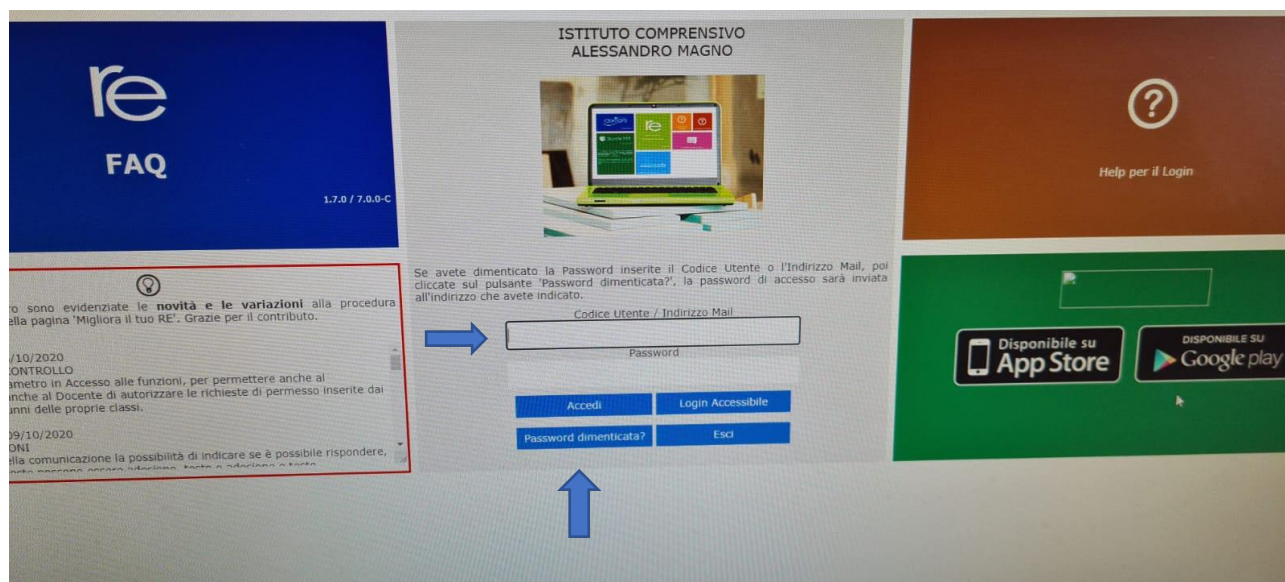 re
FAQ
1.7.0 / 7.0.0-C
ro sono evidenziate le novità e le variazioni alla procedura
ella pagina 'Migliora il tuo RE'. Grazie per il contributo.
/10/2020
CONTROLLO
ametro in Accesso alle funzioni, per permettere anche al
anche al Docente di autorizzare le richieste di permesso inserite dai
unni delle proprie classi.
09/10/2020
ONI
ella comunicazione la possibilità di indicare se è possibile rispondere,
ISTITUTO COMPRENSIVO
ALESSANDRO MAGNO
re
Se avete dimenticato la Password inserite il Codice Utente o l'Indirizzo Mail, poi
cliccate sul pulsante 'Password dimenticata?', la password di accesso sarà inviata
all'indirizzo che avete indicato.
Codice Utente / Indirizzo Mail
Password
Accedi
Login Accessibile
Password dimenticata?
Esci
?
Help per il Login
Disponibile su
App Store
DISPONIBILE SU
Google play